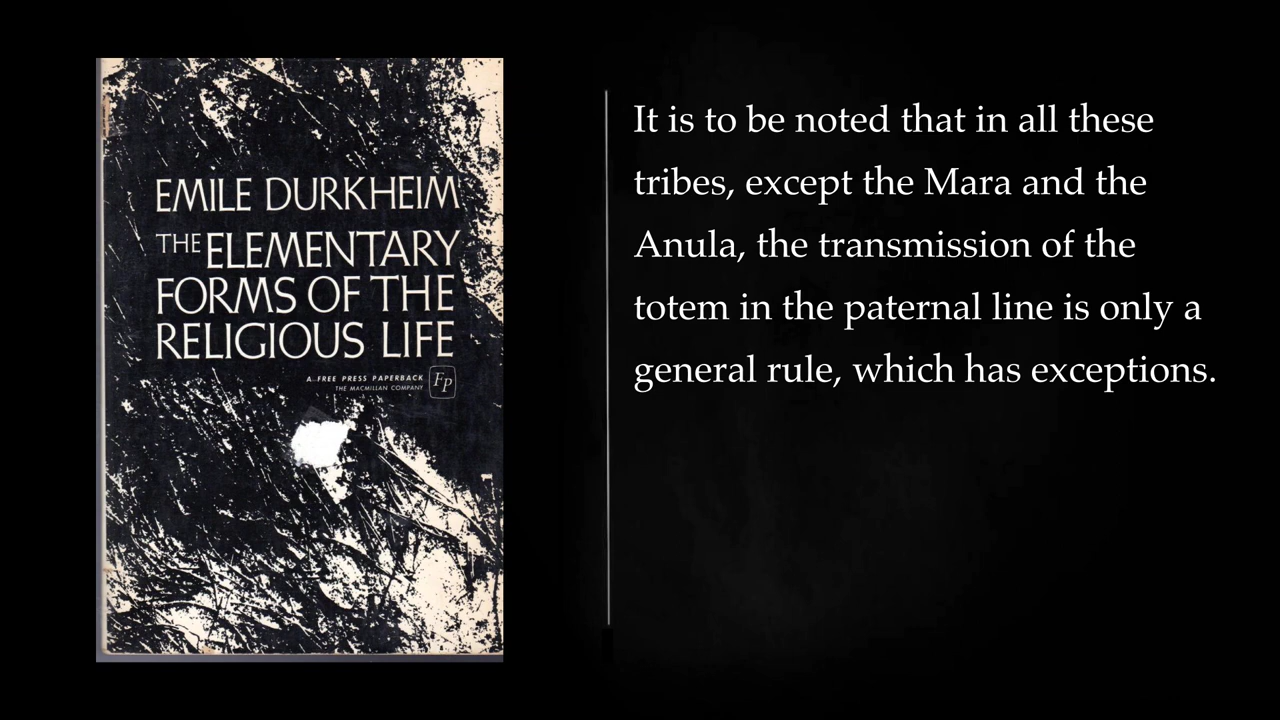 EMILE DURKHEIM
THE ELEMENTARY
FORMS OF THE
RELIGIOUS LIFE
A FREE PRESS PAPERBACK
THE MACMILLAN COMPANY
FP
It is to be noted that in all these
tribes, except the Mara and the
Anula, the transmission of the
totem in the paternal line is only a
general rule, which has exceptions.